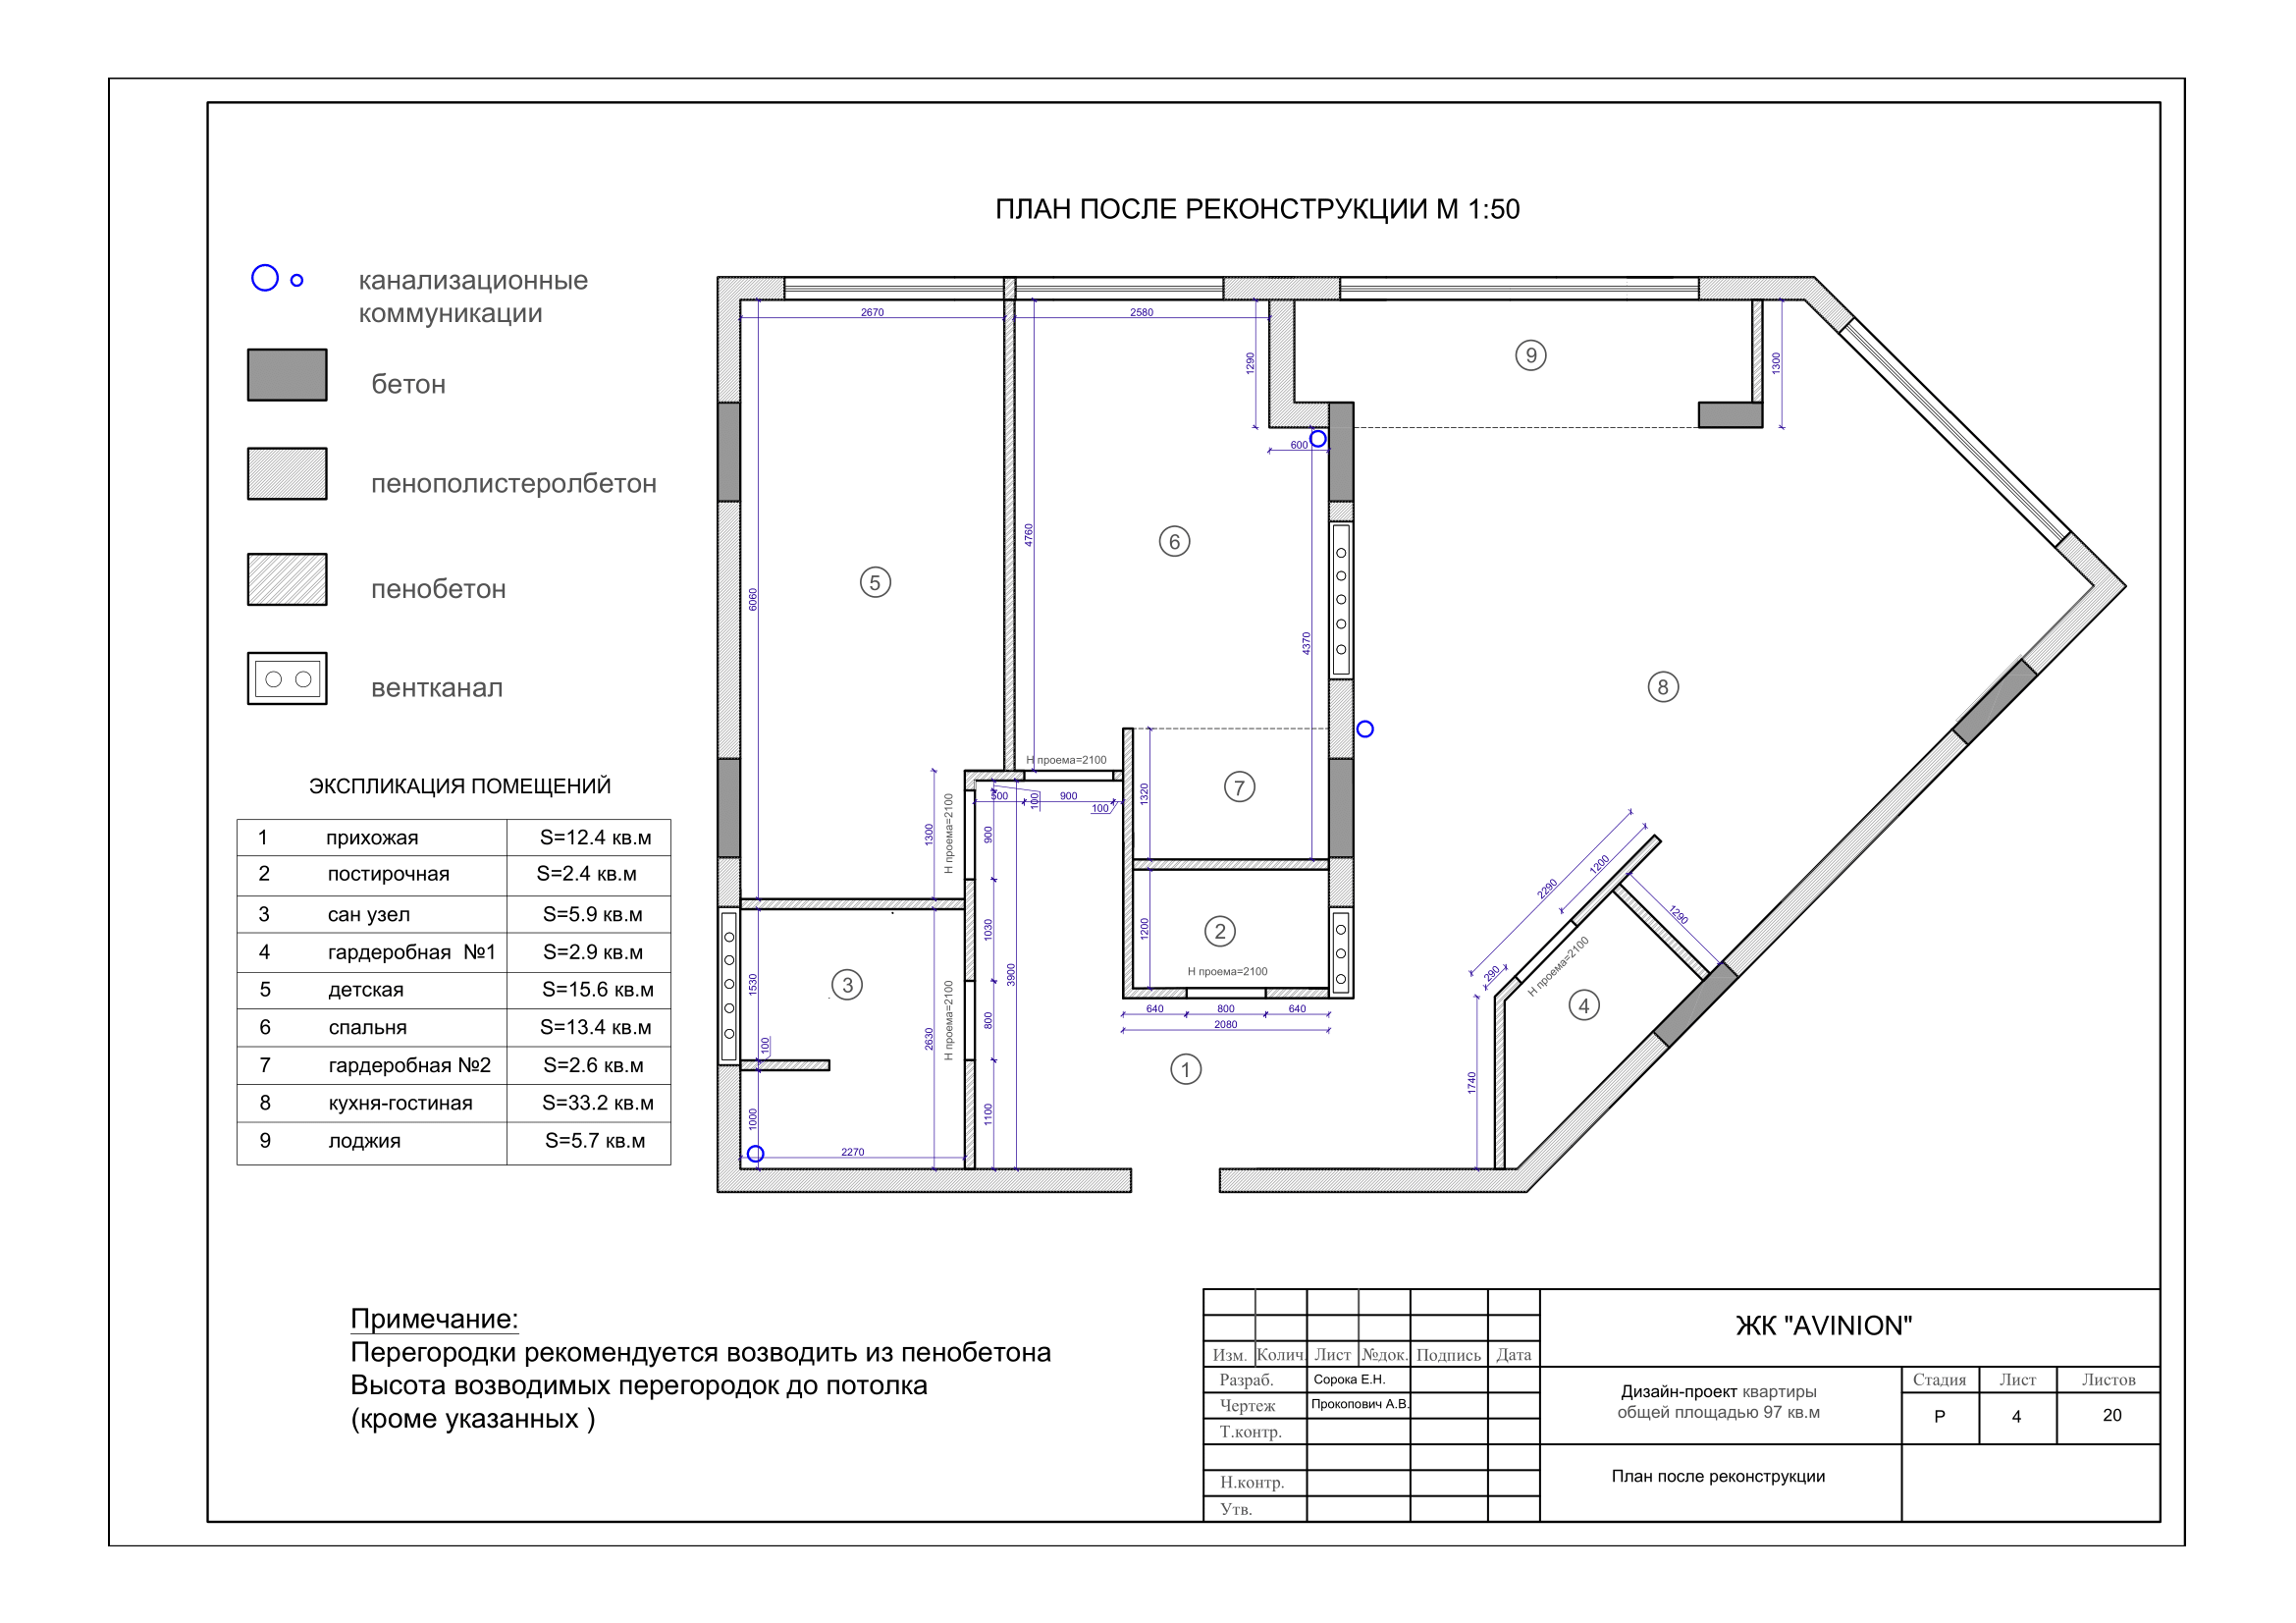 ПЛАН ПОСЛЕ РЕКОНСТРУКЦИИ М 1:50
канализационные
коммуникации
бетон
пенополистеролбетон
пенобетон
вентканал
ЭКСПЛИКАЦИЯ ПОМЕЩЕНИЙ
1 прихожая S=12.4 кв.м
2 постирочная S=2.4 кв.м
3 сан узел S=5.9 кв.м
4 гардеробная №1 S=2.9 кв.м
5 детская S=15.6 кв.м
6 спальня S=13.4 кв.м
7 гардеробная №2 S=2.6 кв.м
8 кухня-гостиная S=33.2 кв.м
9 лоджия S=5.7 кв.м
2670
2580
1290
9
1300
600
4760
6
5
6060
4370
8
Н проема=2100
500
100
900
100
1320
7
1300
Н проема=2100
900
1200
2290
1200
1290
2
1030
3900
Н проема=2100
290
Н проема=2100
4
3
1530
100
2630
Н проема=2100
800
640
800
640
2080
1
1740
1000
1100
2270
Примечание:
Перегородки рекомендуется возводить из пенобетона
Высота возводимых перегородок до потолка
(кроме указанных )
ЖК "AVINION"
Изм. Колич. Лист №док. Подпись Дата
Разраб. Сорока Е.Н.
Чертеж Прокопович А.В.
Т.контр.
Н.контр.
Утв.
Дизайн-проект квартиры
общей площадью 97 кв.м
Стадия Лист Листов
Р 4 20
План после реконструкции